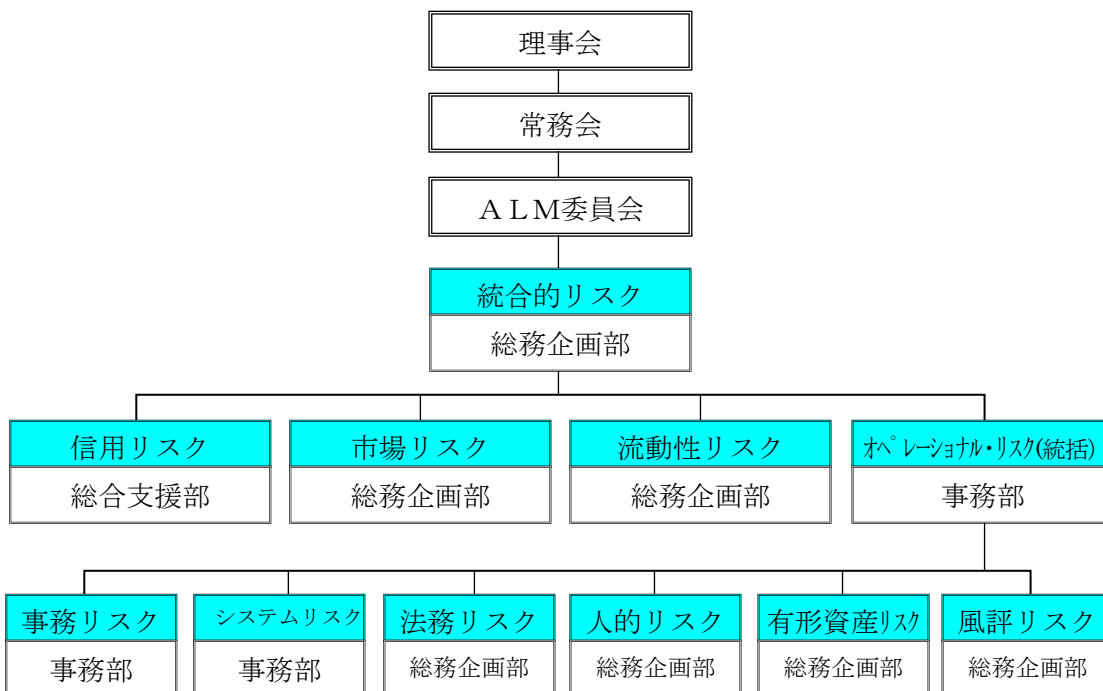 理事会
常務会
ＡＬＭ委員会
統合的リスク
総務企画部
信用リスク
市場リスク
流動性リスク
ｵﾍﾟﾚｰｼｮﾅﾙ・ﾘｽｸ(統括)
総合支援部
総務企画部
総務企画部
事務部
事務リスク
システムリスク
法務リスク
人的リスク
有形資産ﾘｽｸ
風評リスク
事務部
事務部
総務企画部
総務企画部
総務企画部
総務企画部